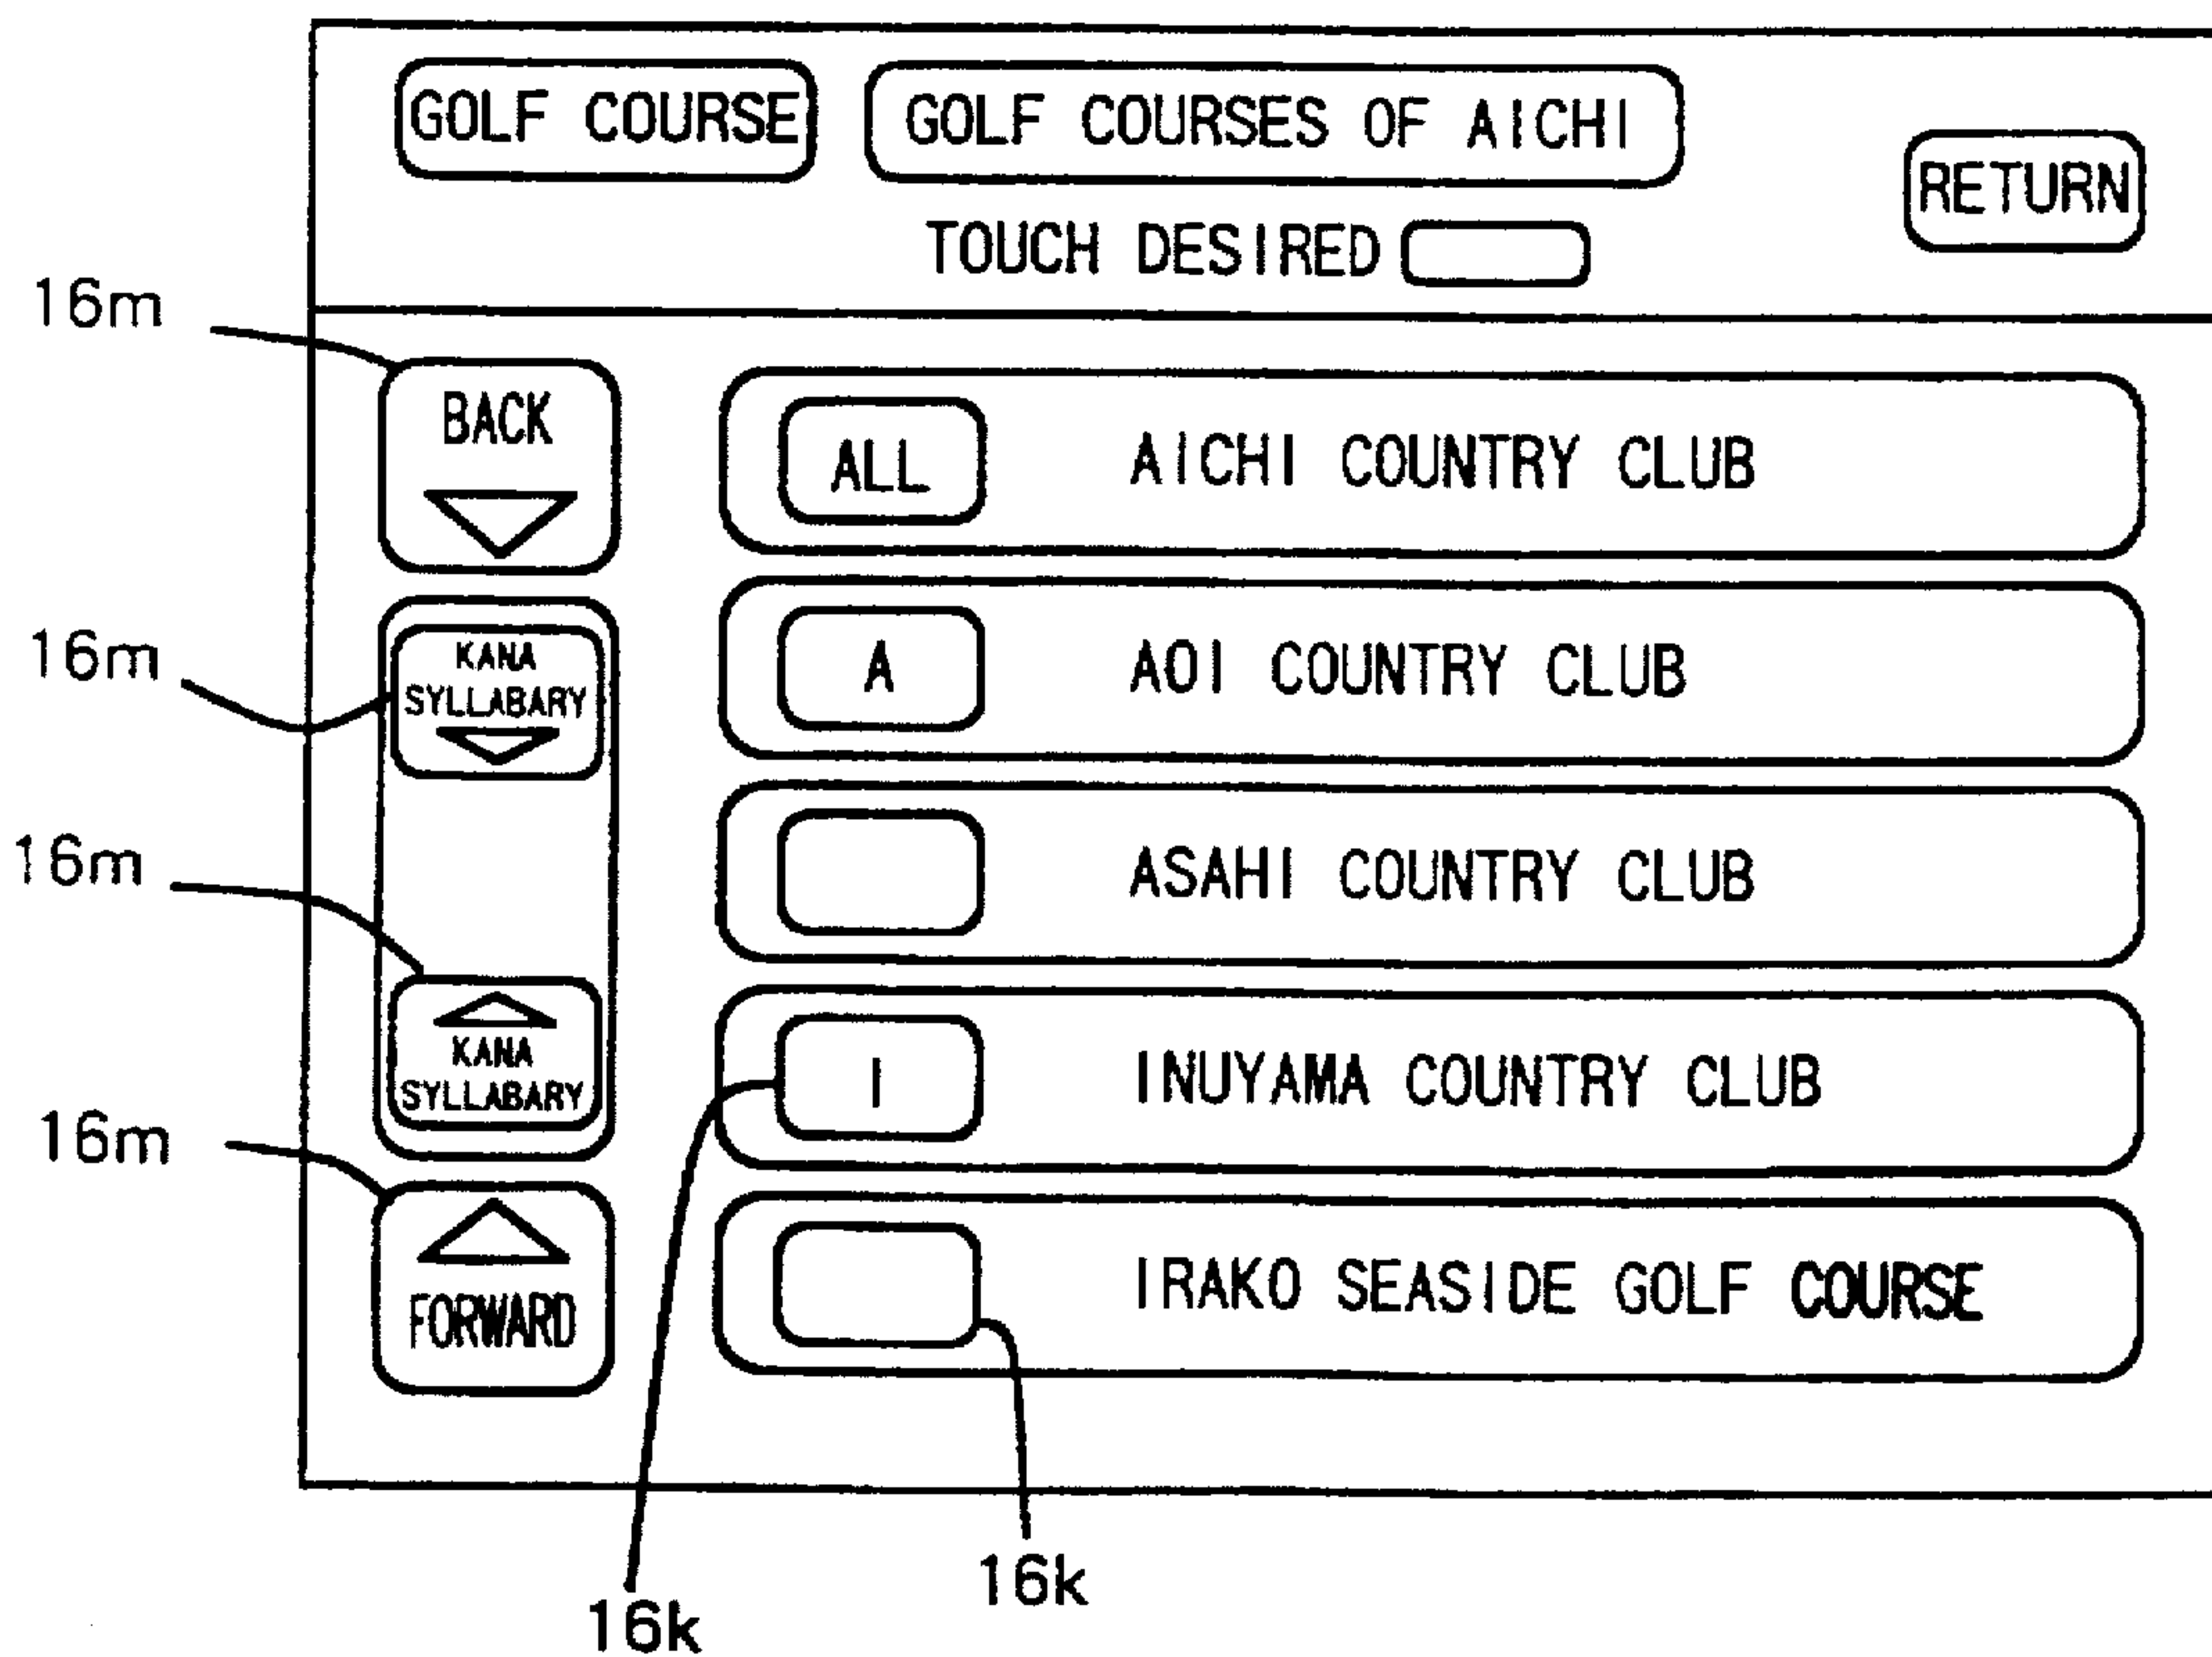 GOLF COURSE
GOLF COURSES OF AICHI
RETURN
TOUCH DESIRED
16m
BACK
ALL
AICHI COUNTRY CLUB
16m
KANA
SYLLABARY
A
AOI COUNTRY CLUB
16m
ASAHI COUNTRY CLUB
KANA
SYLLABARY
I
INUYAMA COUNTRY CLUB
16m
FORWARD
IRAKO SEASIDE GOLF COURSE
16k
16k